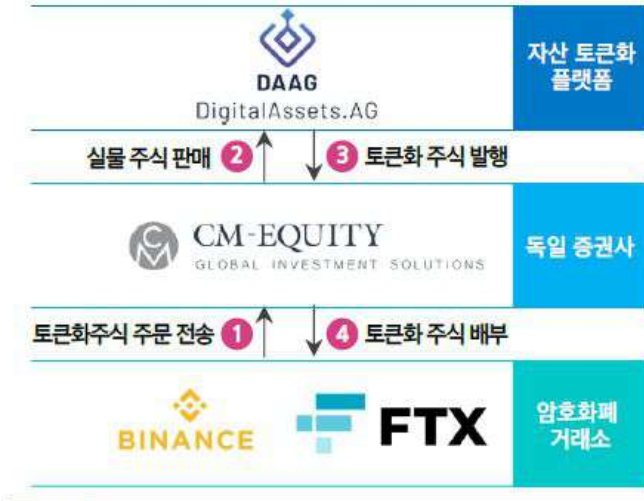 DAAG
DigitalAssets.AG
자산 토큰화
플랫폼
실물 주식 판매 2
3 토큰화 주식 발행
CM
CM-EQUITY
GLOBAL INVESTMENT SOLUTIONS
독일 증권사
토큰화주식 주문 전송 1
4 토큰화 주식 배부
BINANCE
FTX
암호화폐
거래소